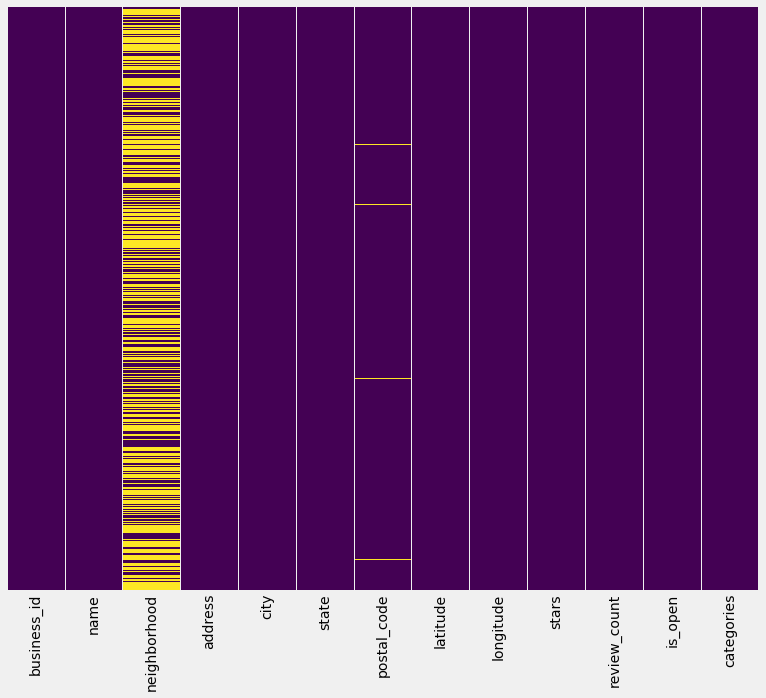 business_id
name
neighborhood
address
city
state
postal_code
latitude
longitude
stars
review_count
is_open
categories